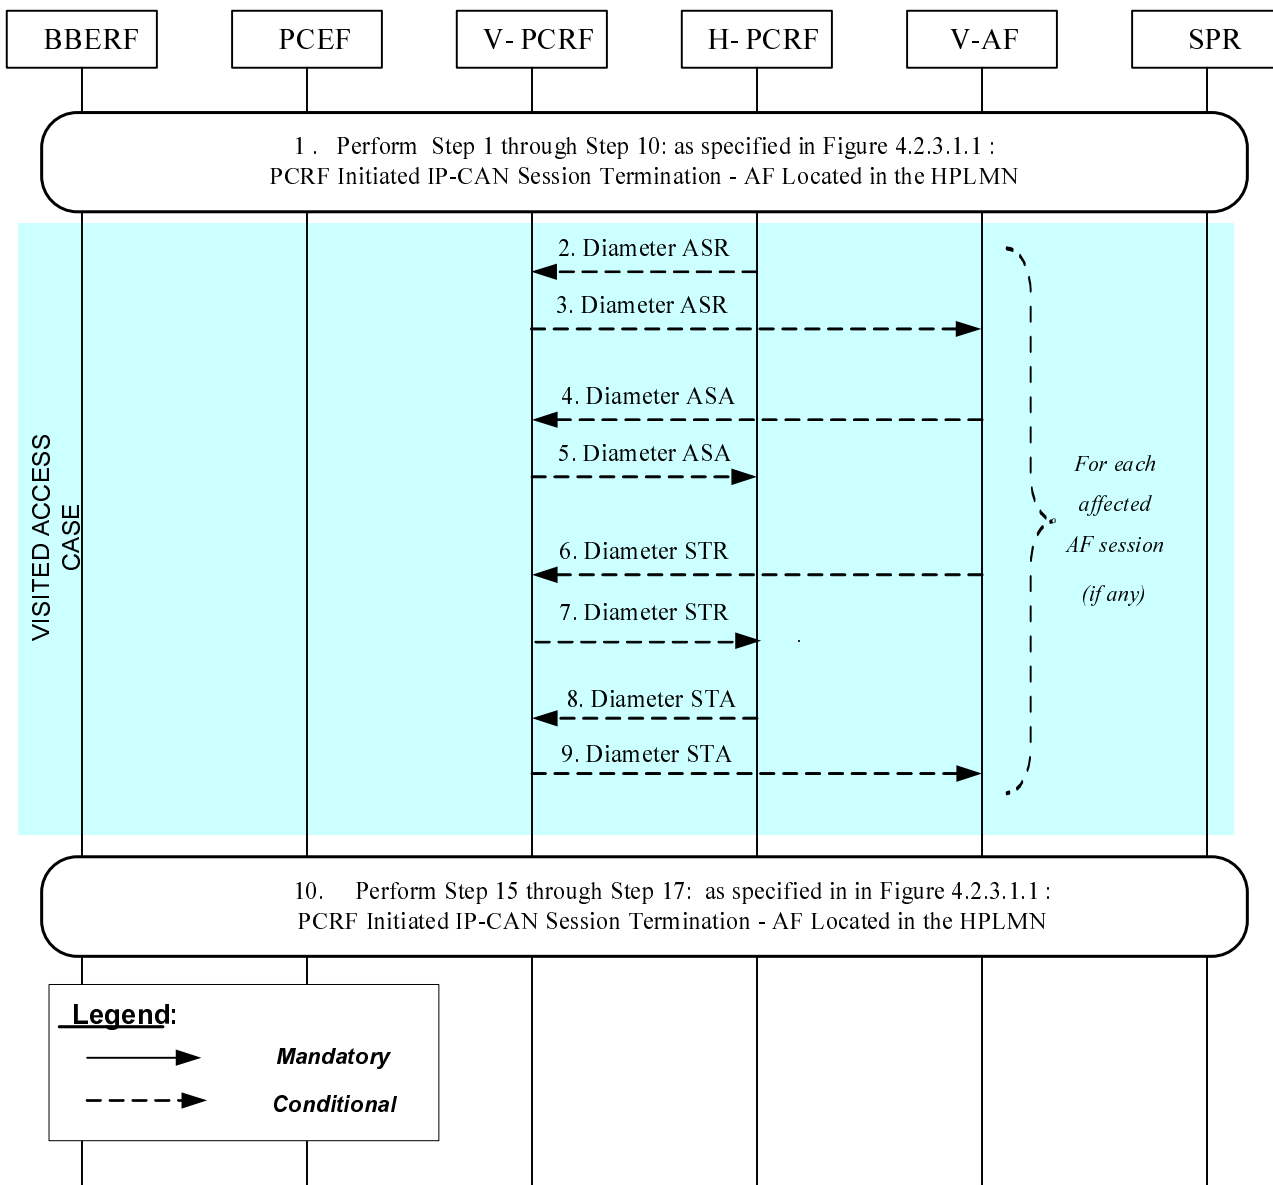 BBERF
PCEF
V- PCRF
H- PCRF
V-AF
SPR
1 . Perform Step 1 through Step 10: as specified in Figure 4.2.3.1.1 :
PCRF Initiated IP-CAN Session Termination - AF Located in the HPLMN
2. Diameter ASR
3. Diameter ASR
4. Diameter ASA
5. Diameter ASA
6. Diameter STR
7. Diameter STR
8. Diameter STA
9. Diameter STA
VISITED ACCESS
CASE
For each
affected
AF session
(if any)
10. Perform Step 15 through Step 17: as specified in in Figure 4.2.3.1.1 :
PCRF Initiated IP-CAN Session Termination - AF Located in the HPLMN
Legend:
Mandatory
Conditional